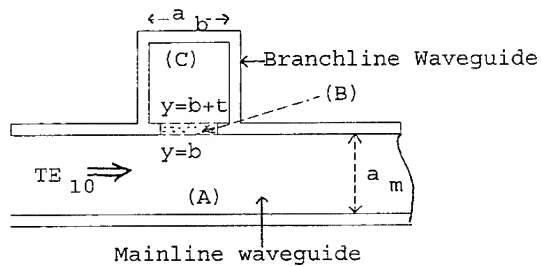 a b
(C)
Branchline Waveguide
y=b+t
(B)
y=b
TE 10
a m
(A)
Mainline waveguide